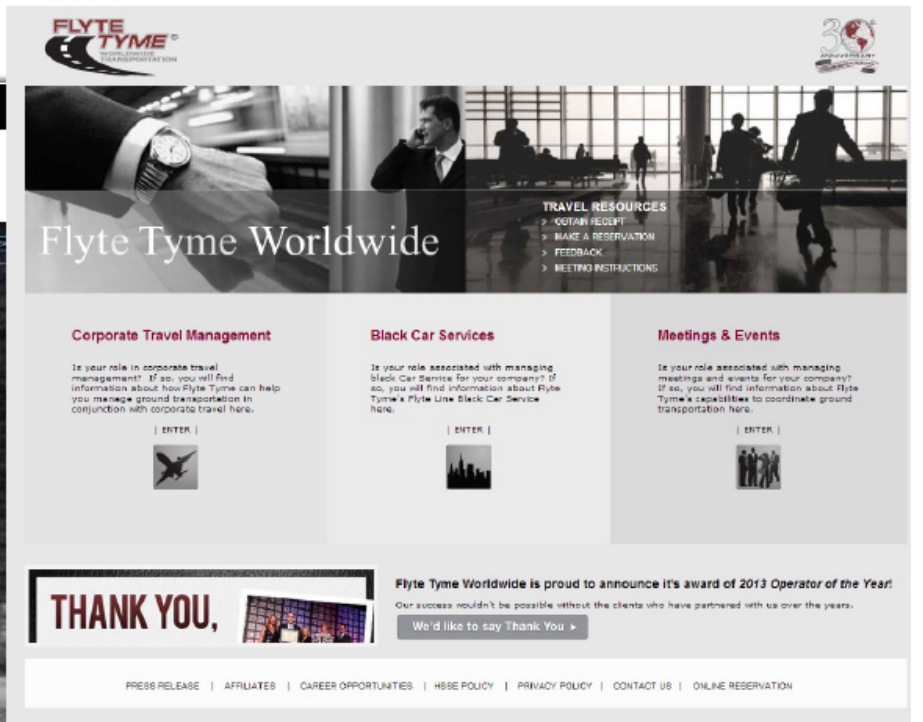 FLYTE
TYME®
WORLDWIDE
TRANSPORTATION
30
ANNIVERSARY
TRAVEL RESOURCES
> OBTAIN RECEIPT
> MAKE A RESERVATION
> FEEDBACK
> MEETING INSTRUCTIONS
Flyte Tyme Worldwide
Corporate Travel Management
Is your role in corporate travel
management? If so, you will find
information about how Flyte Tyme can help
you manage ground transportation in
conjunction with corporate travel here.
| ENTER |
Black Car Services
Is your role associated with managing
black Car Service for your company? If
so, you will find information about Flyte
Tyme's Flyte Line Black Car Service
here.
| ENTER |
Meetings & Events
Is your role associated with managing
meetings and events for your company?
If so, you will find information about Flyte
Tyme's capabilities to coordinate ground
transportation here.
| ENTER |
THANK YOU,
Flyte Tyme Worldwide is proud to announce it's award of 2013 Operator of the Year!
Our success wouldn't be possible without the clients who have partnered with us over the years.
We'd like to say Thank You ▸
PRESS RELEASE | AFFILIATES | CAREER OPPORTUNITIES | HSSE POLICY | PRIVACY POLICY | CONTACT US | ONLINE RESERVATION